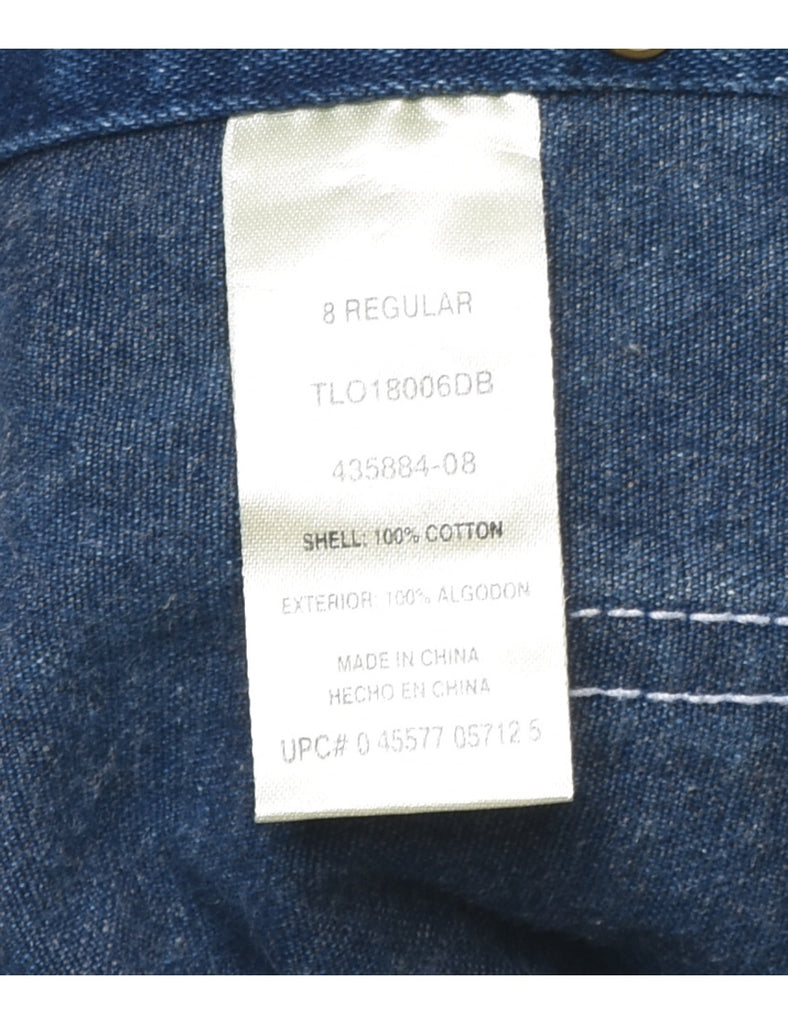 8 REGULAR
TLO18006DB
435884-08
SHELL: 100% COTTON
EXTERIOR: 100% ALGODON
MADE IN CHINA
HECHO EN CHINA
UPC# 0 45577 05712 5